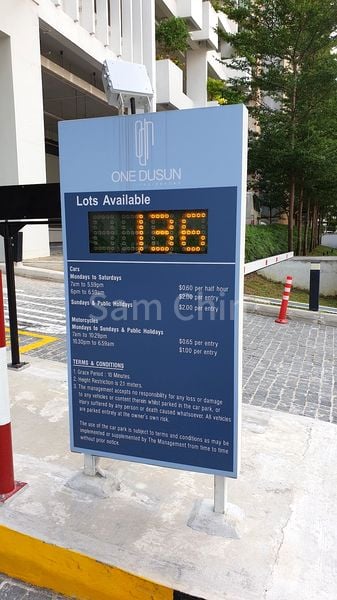 ONE DUSUN
Lots Available
136
Cars
Mondays to Saturdays
7am to 5.59pm $0.60 per half hour
6pm to 6.59am $2.00 per entry
Sundays & Public Holidays $2.00 per entry
Motorcycles
Mondays to Sundays & Public Holidays
7am to 10.29pm $0.65 per entry
10.30pm to 6.59am $1.00 per entry
TERMS & CONDITIONS
1. Grace Period : 10 Minutes.
2. Height Restriction is 2.1 meters.
3. The management accepts no responsiblity for any loss or damage
to any vehicles or content therein whilst parked in the car park, or
injury suffered by any person or death caused whatsoever. All vehicles
are parked entirely at the owner's own risk.
The use of the car park is subject to terms and conditions as may be
implemented or supplemented by The Management from time to time
without prior notice.
Sam Chin